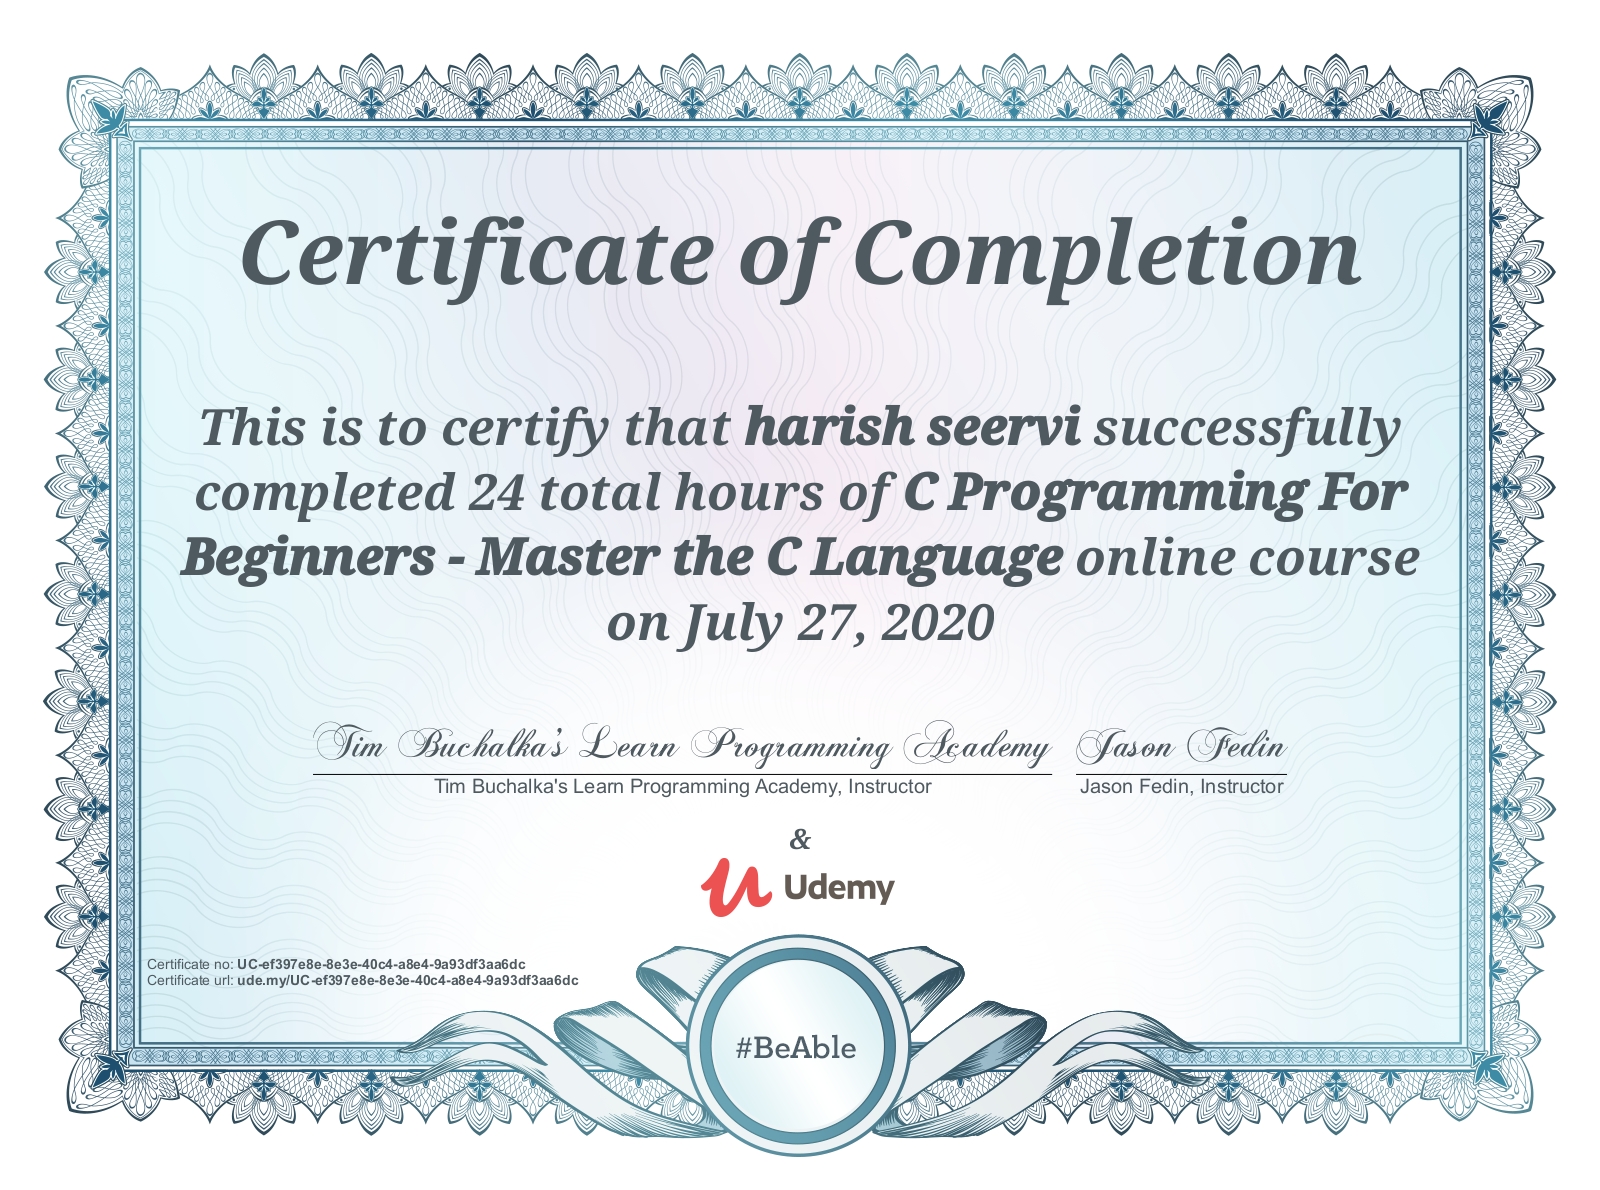 Certificate of Completion
This is to certify that harish seervi successfully
completed 24 total hours of C Programming For
Beginners - Master the C Language online course
on July 27, 2020
Tim Buchalka's Learn Programming Academy Jason Fedin
Tim Buchalka's Learn Programming Academy, Instructor Jason Fedin, Instructor
&
Udemy
Certificate no: UC-ef397e8e-8e3e-40c4-a8e4-9a93df3aa6dc
Certificate url: ude.my/UC-ef397e8e-8e3e-40c4-a8e4-9a93df3aa6dc
#BeAble